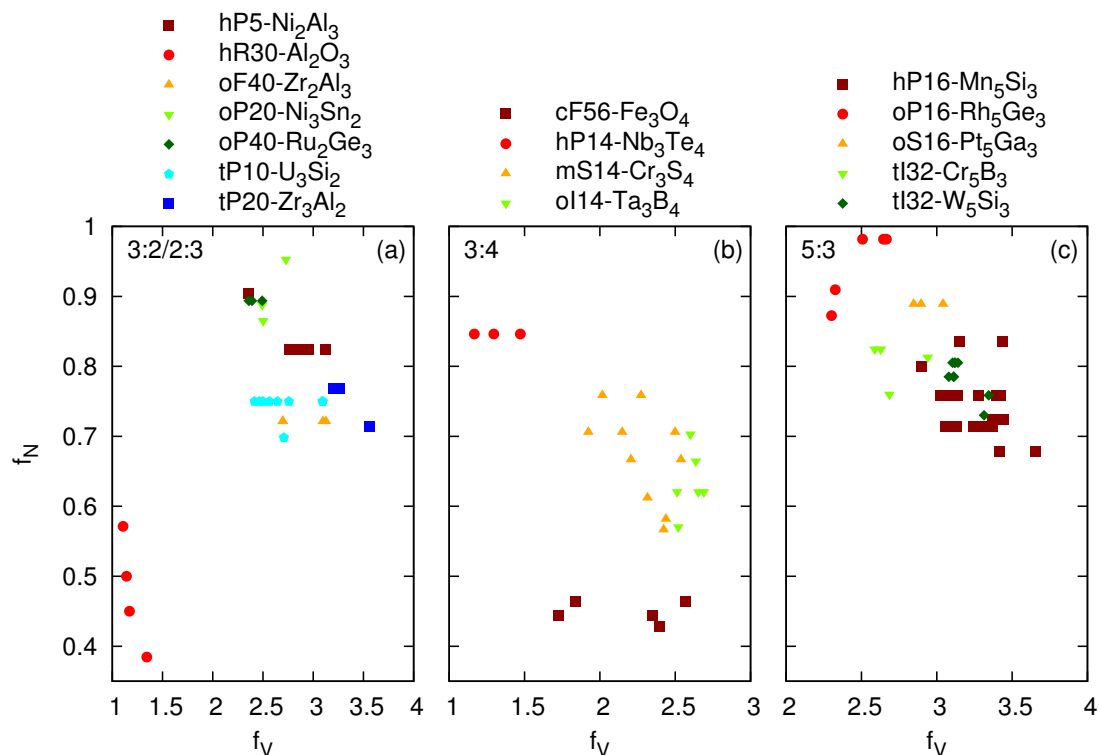 hP5-Ni2Al3
hR30-Al2O3
oF40-Zr2Al3
oP20-Ni3Sn2
oP40-Ru2Ge3
tP10-U3Si2
tP20-Zr3Al2
cF56-Fe3O4
hP14-Nb3Te4
mS14-Cr3S4
oI14-Ta3B4
hP16-Mn5Si3
oP16-Rh5Ge3
oS16-Pt5Ga3
tI32-Cr5B3
tI32-W5Si3
3:2/2:3 (a)
3:4 (b)
5:3 (c)
1
0.9
0.8
0.7
0.6
0.5
0.4
fN
1 1.5 2 2.5 3 3.5 4
fV
1 1.5 2 2.5 3
fV
2 2.5 3 3.5 4
fV